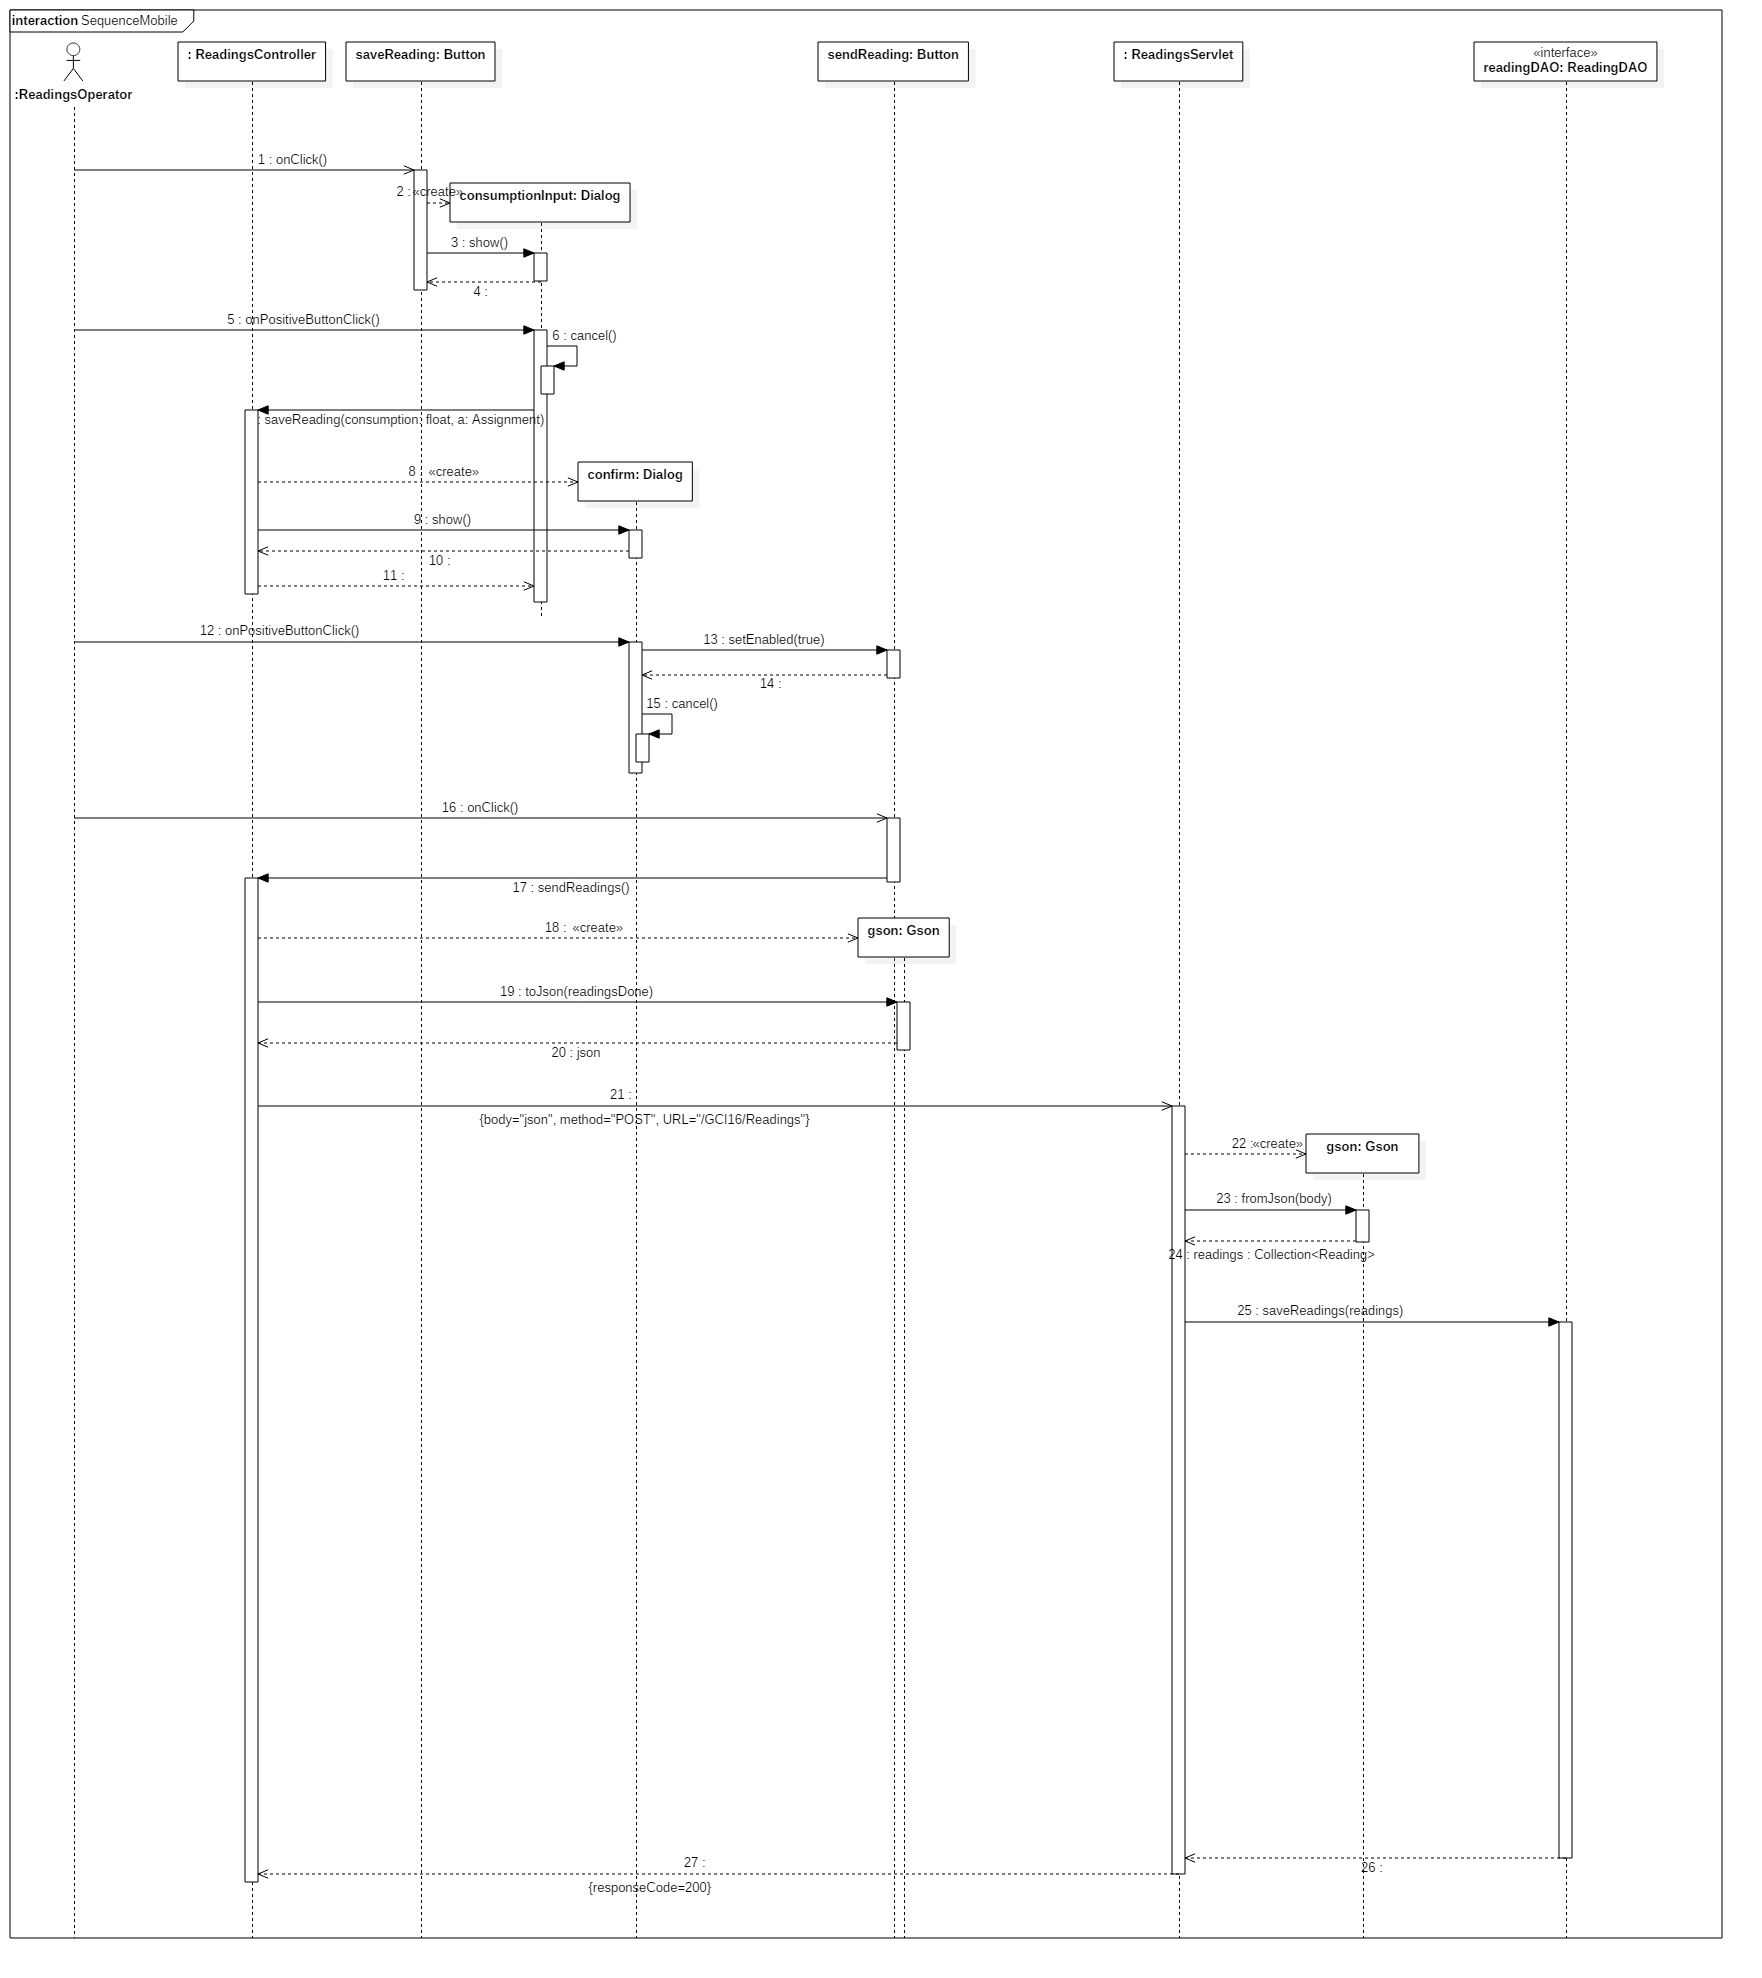 interaction SequenceMobile
:ReadingsOperator
: ReadingsController
saveReading: Button
sendReading: Button
: ReadingsServlet
«interface»
readingDAO: ReadingDAO
1 : onClick()
2 : «create»
consumptionInput: Dialog
3 : show()
4 :
5 : onPositiveButtonClick()
6 : cancel()
: saveReading(consumption: float, a: Assignment)
8 : «create»
confirm: Dialog
9 : show()
10 :
11 :
12 : onPositiveButtonClick()
13 : setEnabled(true)
14 :
15 : cancel()
16 : onClick()
17 : sendReadings()
18 : «create»
gson: Gson
19 : toJson(readingsDone)
20 : json
21 :
{body="json", method="POST", URL="/GCI16/Readings"}
22 : «create»
gson: Gson
23 : fromJson(body)
24 : readings : Collection<Reading>
25 : saveReadings(readings)
26 :
27 :
{responseCode=200}